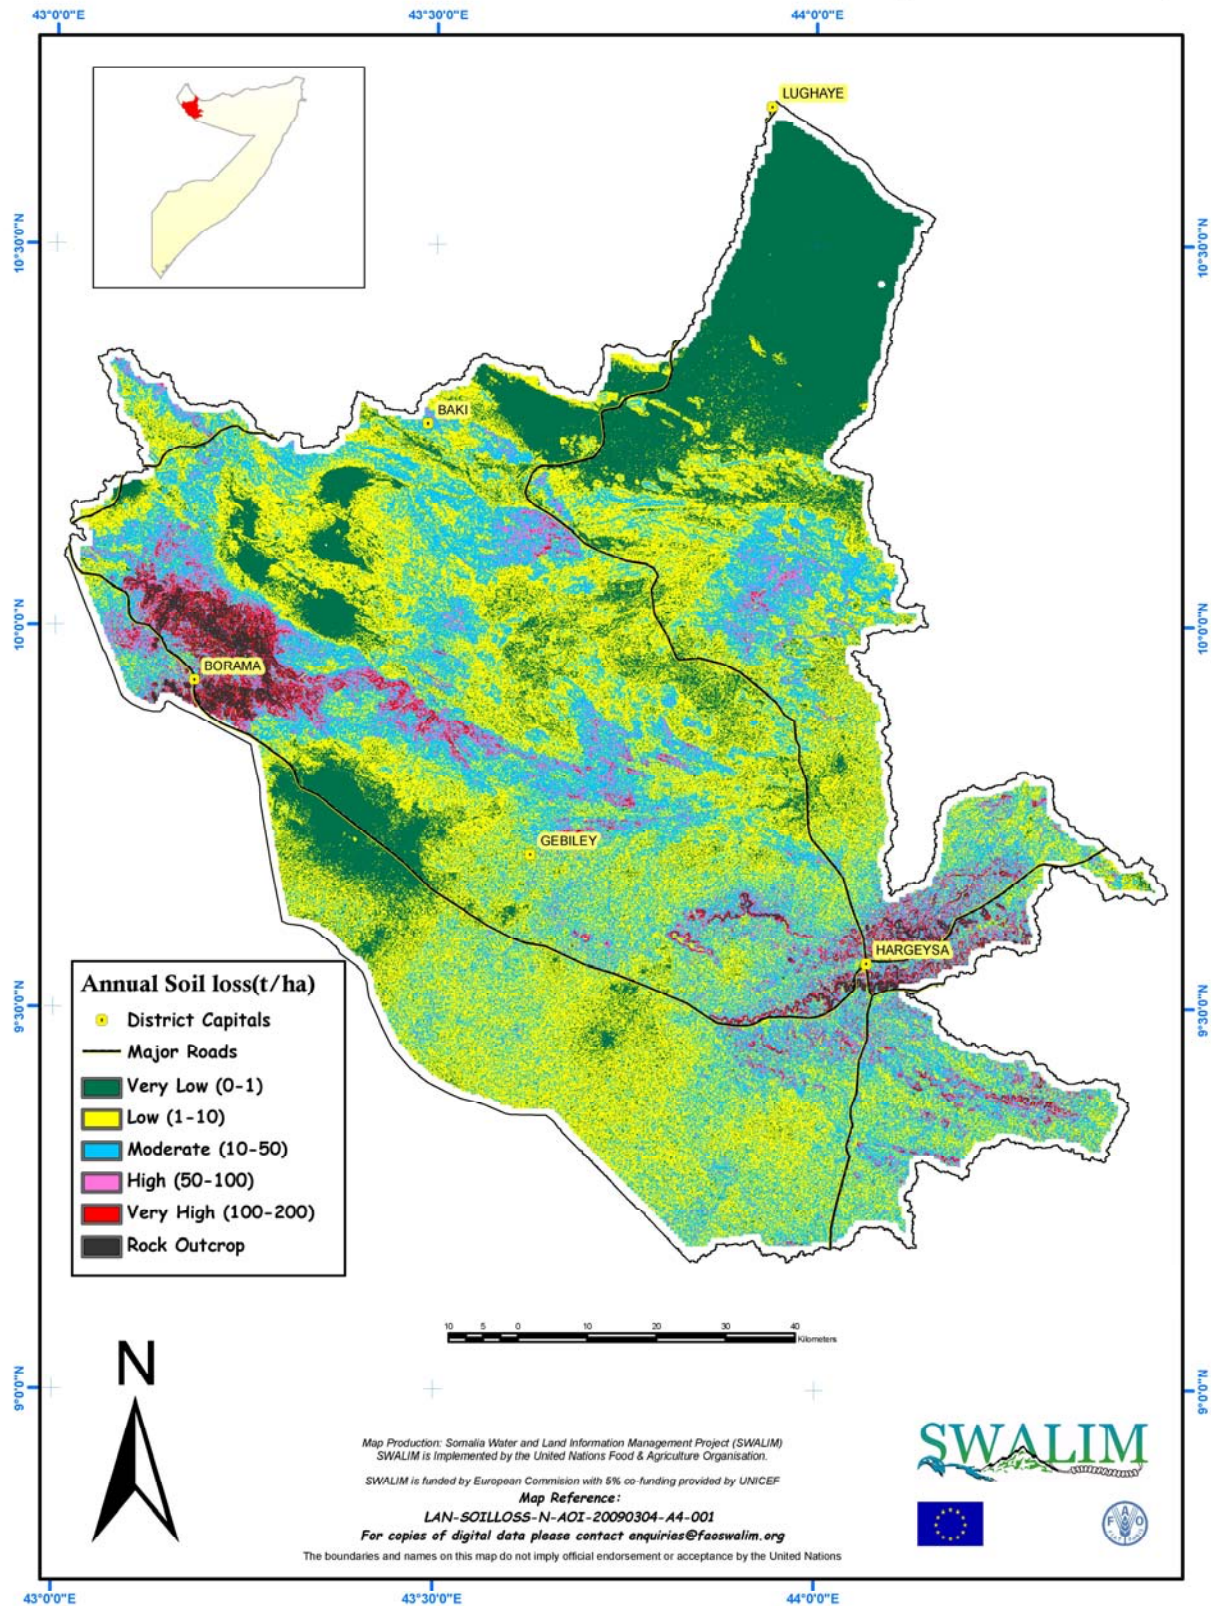 43°0'0"E
43°30'0"E
44°0'0"E
LUGHAYE
10°30'0"N
10°30'0"N
BAKI
10°0'0"N
10°0'0"N
BORAMA
GEBILEY
HARGEYSA
Annual Soil loss(t/ha)
District Capitals
Major Roads
Very Low (0-1)
Low (1-10)
Moderate (10-50)
High (50-100)
Very High (100-200)
Rock Outcrop
9°30'0"N
9°30'0"N
10 5 0 10 20 30 40
Kilometers
N
9°0'0"N
9°0'0"N
Map Production: Somalia Water and Land Information Management Project (SWALIM)
SWALIM is Implemented by the United Nations Food & Agriculture Organisation.
SWALIM is funded by European Commision with 5% co-funding provided by UNICEF
Map Reference:
LAN-SOILLOSS-N-AOI-20090304-A4-001
For copies of digital data please contact enquiries@faoswalim.org
The boundaries and names on this map do not imply official endorsement or acceptance by the United Nations
SWALIM
F A O
43°0'0"E
43°30'0"E
44°0'0"E